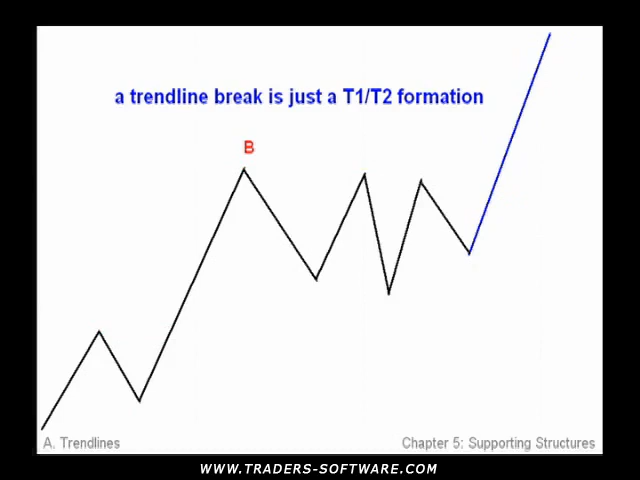 a trendline break is just a T1/T2 formation
B
A. Trendlines
Chapter 5: Supporting Structures
WWW.TRADERS-SOFTWARE.COM